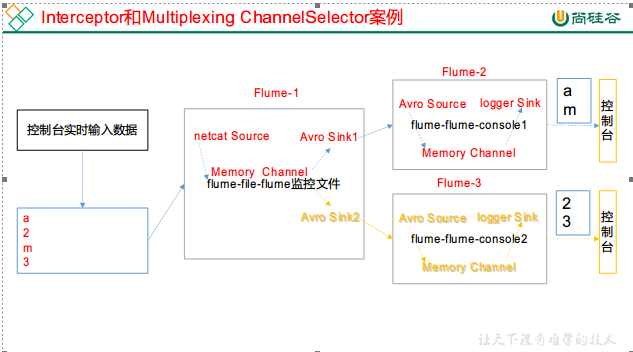 Interceptor和Multiplexing ChannelSelector案例
尚硅谷
控制台实时输入数据
a
2
m
3
Flume-1
netcat Source
Avro Sink1
Memory Channel
flume-file-flume监控文件
Avro Sink2
Flume-2
Avro Source
logger Sink
flume-flume-console1
Memory Channel
a
m
控制台
Flume-3
Avro Source
logger Sink
flume-flume-console2
Memory Channel
2
3
控制台
让天下没有难学的技术